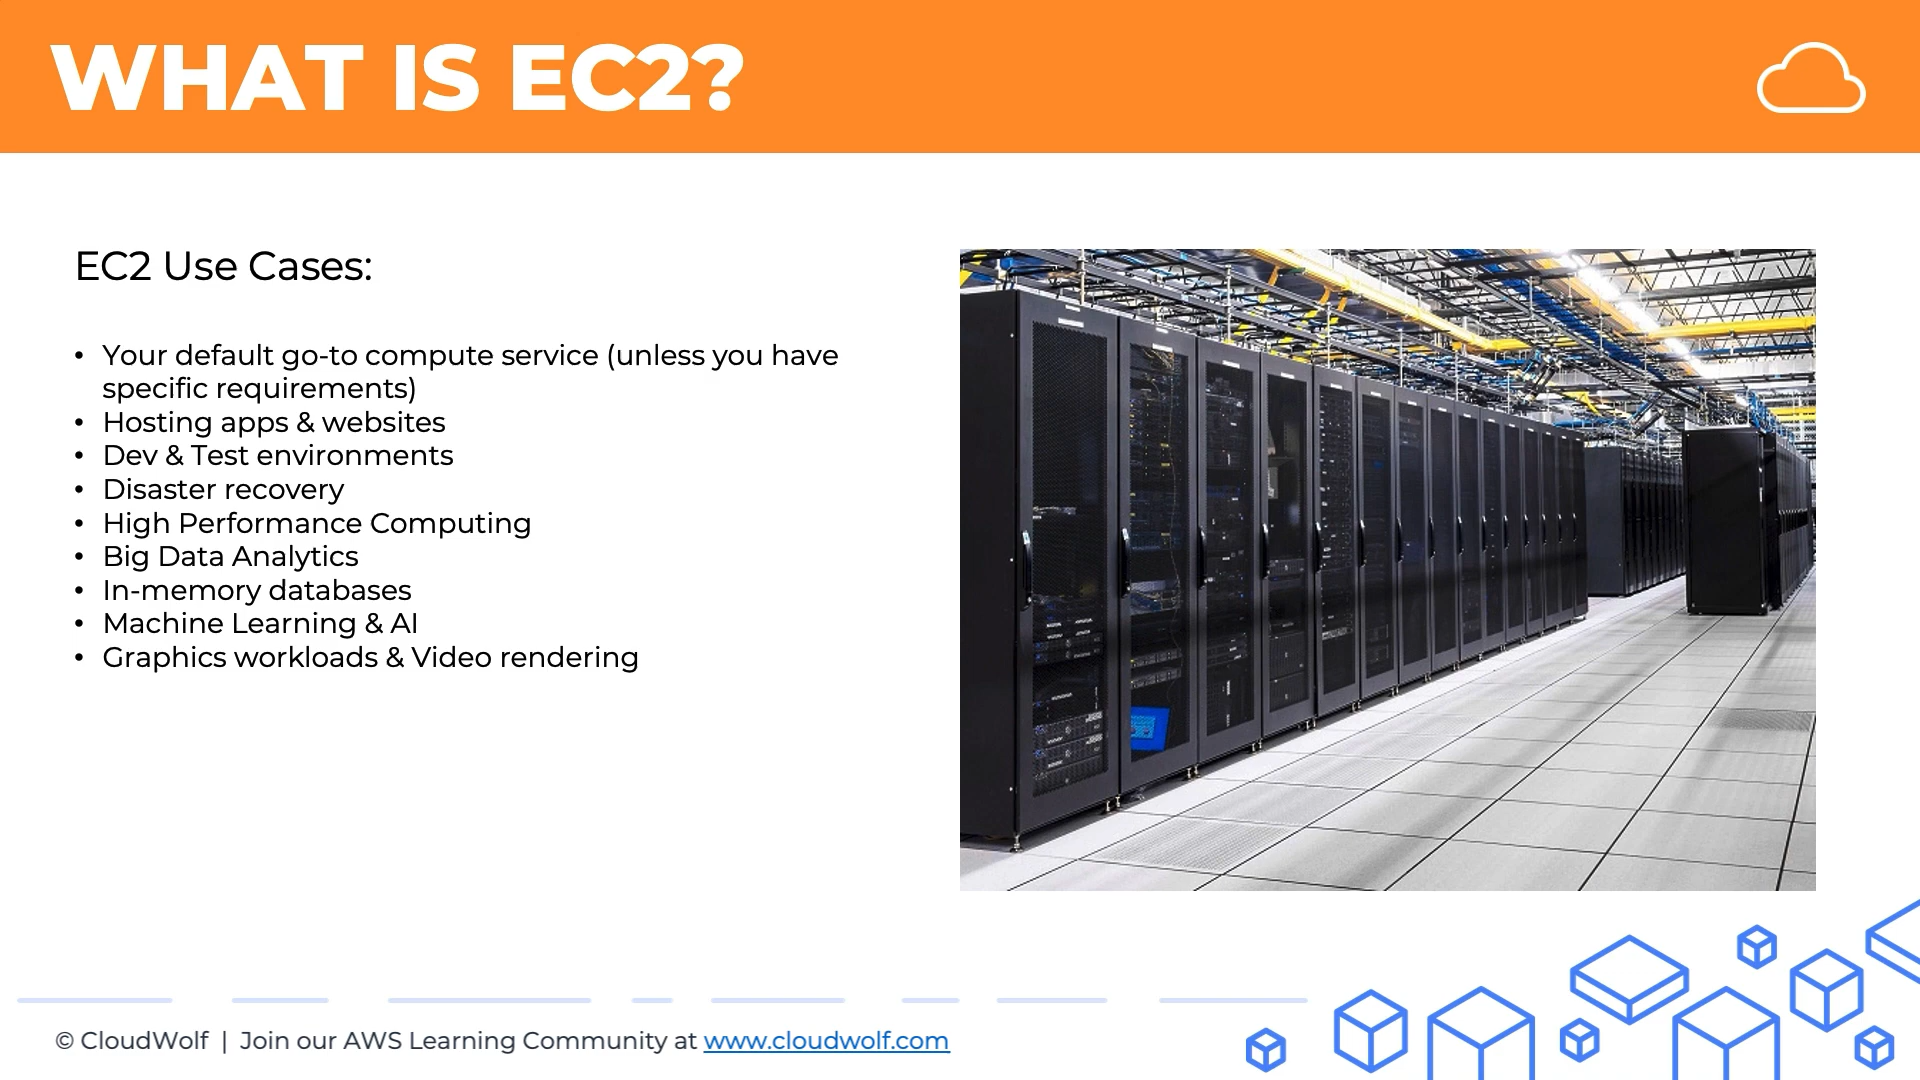 WHAT IS EC2?
EC2 Use Cases:
• Your default go-to compute service (unless you have
specific requirements)
• Hosting apps & websites
• Dev & Test environments
• Disaster recovery
• High Performance Computing
• Big Data Analytics
• In-memory databases
• Machine Learning & AI
• Graphics workloads & Video rendering
© CloudWolf | Join our AWS Learning Community at www.cloudwolf.com